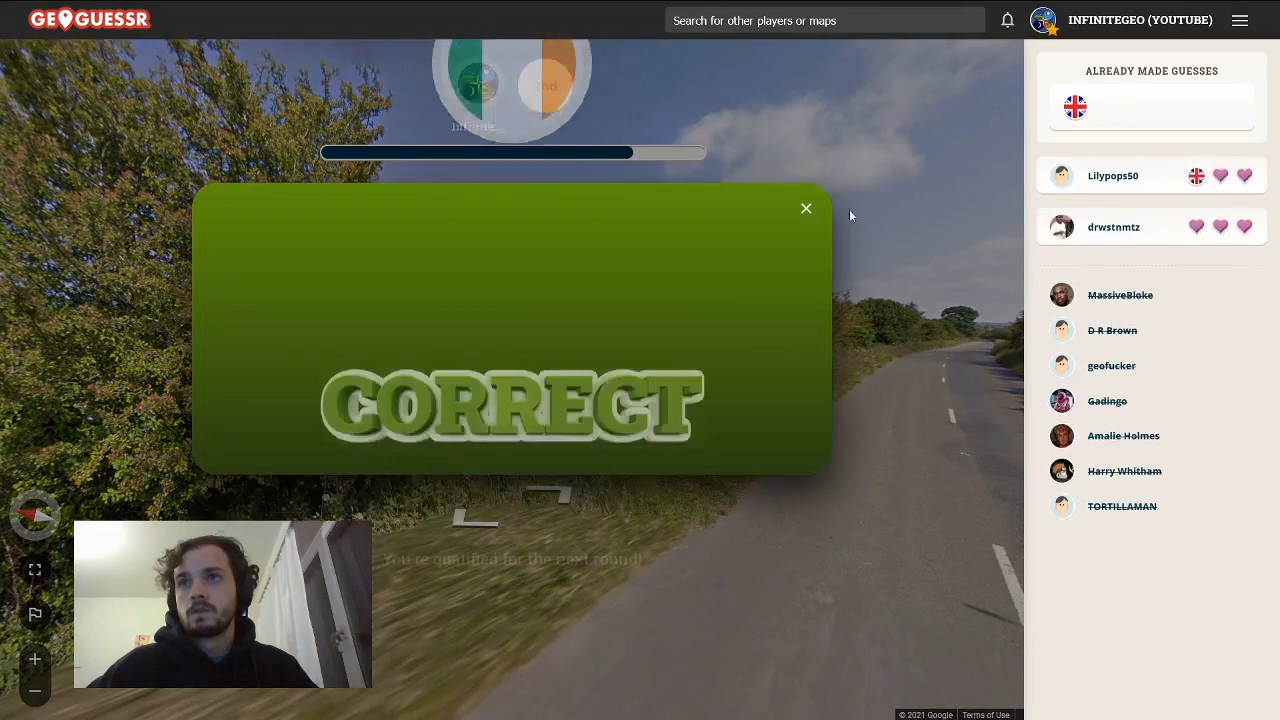 GEOGUESSR
Search for other players or maps
INFINITEGEO (YOUTUBE)
ALREADY MADE GUESSES
2nd
Lilypops50
drwstnmtz
MassiveBloke
D R Brown
geofucker
Gadingo
Amalie Holmes
Harry Whitham
TORTILLAMAN
CORRECT
You're qualified for the next round!
© 2021 Google
Terms of Use